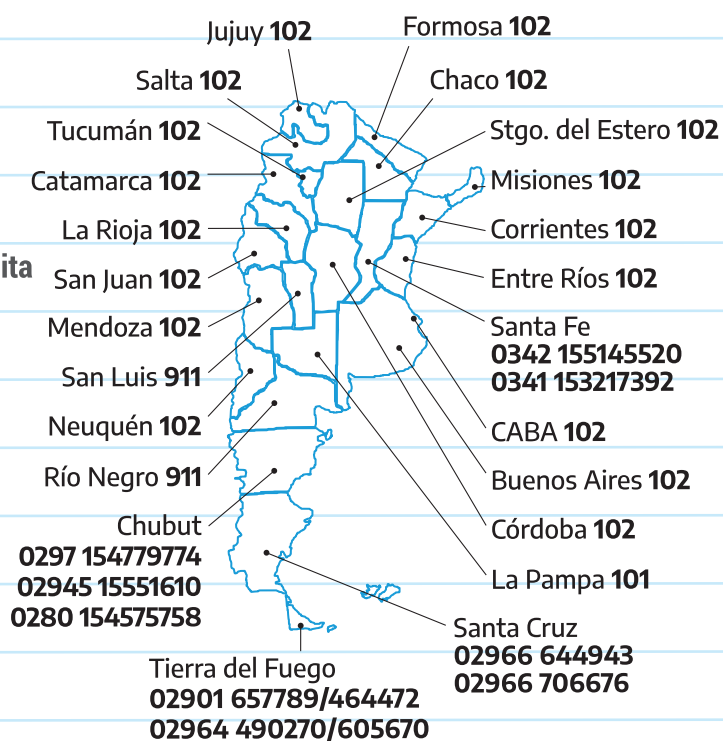 Jujuy 102
Formosa 102
Salta 102
Chaco 102
Tucumán 102
Stgo. del Estero 102
Catamarca 102
Misiones 102
La Rioja 102
Corrientes 102
ita
San Juan 102
Entre Ríos 102
Mendoza 102
Santa Fe
0342 155145520
0341 153217392
San Luis 911
Neuquén 102
CABA 102
Río Negro 911
Buenos Aires 102
Chubut
0297 154779774
02945 15551610
0280 154575758
Córdoba 102
La Pampa 101
Santa Cruz
02966 644943
02966 706676
Tierra del Fuego
02901 657789/464472
02964 490270/605670